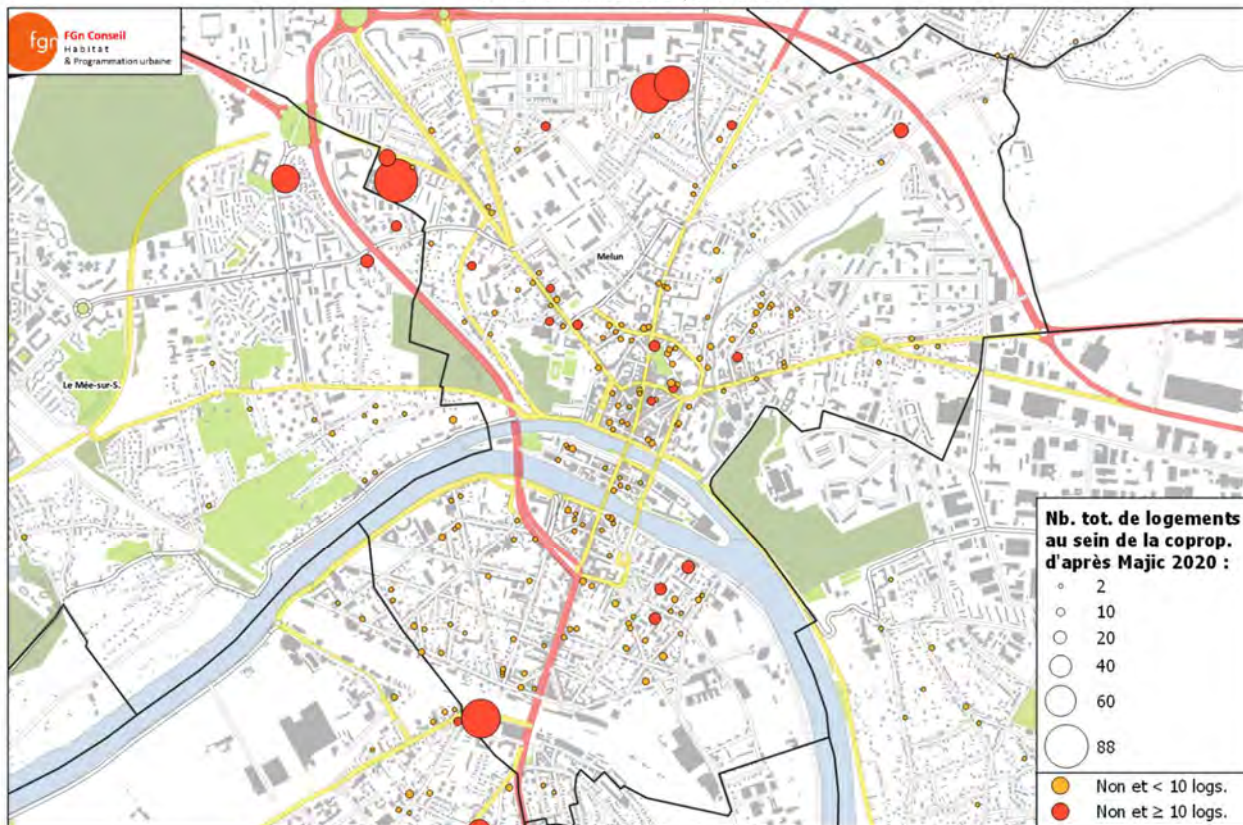 fgn
FGn Conseil
Habitat
& Programmation urbaine
Melun
Le Mée-sur-S.
Nb. tot. de logements
au sein de la coprop.
d'après Majic 2020 :
2
10
20
40
60
88
Non et < 10 logs.
Non et ≥ 10 logs.